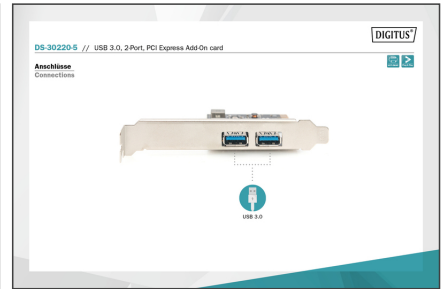 DIGITUS®
DS-30220-5 // USB 3.0, 2-Port, PCI Express Add-On card
Anschlüsse
Connections
USB 3.0